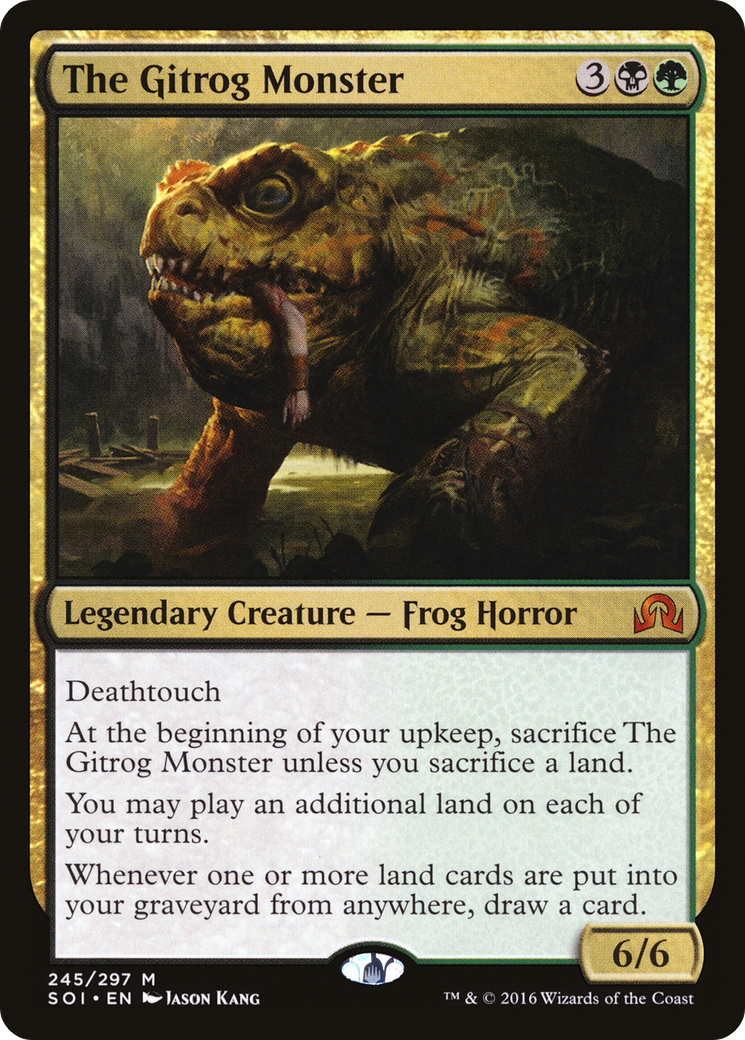 The Gitrog Monster 3
Legendary Creature — Frog Horror
Deathtouch
At the beginning of your upkeep, sacrifice The
Gitrog Monster unless you sacrifice a land.
You may play an additional land on each of
your turns.
Whenever one or more land cards are put into
your graveyard from anywhere, draw a card.
6/6
245/297 M
SOI • EN Jason Kang
™ & © 2016 Wizards of the Coast